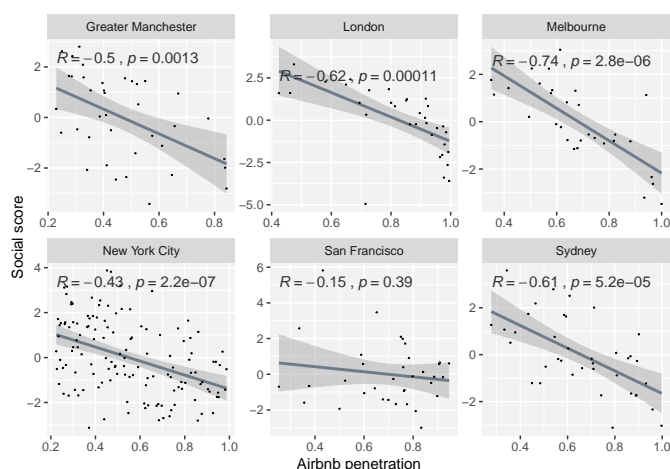 Greater Manchester
London
Melbourne
R = −0.5 , p = 0.0013
R = −0.62 , p = 0.00011
R = −0.74 , p = 2.8e−06
2
0
−2
2.5
0.0
−2.5
−5.0
2
0
−2
0.2 0.4 0.6 0.8
0.4 0.6 0.8 1.0
0.4 0.6 0.8 1.0
Social score
New York City
San Francisco
Sydney
R = −0.43 , p = 2.2e−07
R = −0.15 , p = 0.39
R = −0.61 , p = 5.2e−05
4
2
0
−2
6
4
2
0
−2
2
0
−2
0.2 0.4 0.6 0.8 1.0
0.4 0.6 0.8
0.4 0.6 0.8 1.0
Airbnb penetration